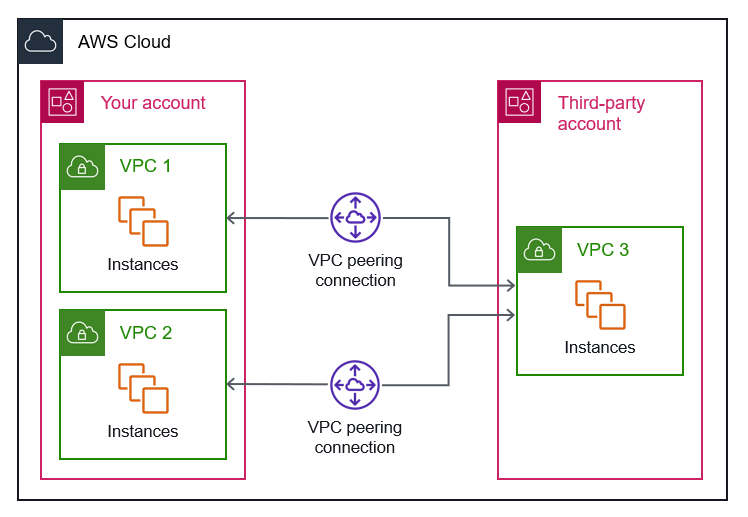 AWS Cloud
Your account
VPC 1
Instances
VPC 2
Instances
VPC peering
connection
VPC peering
connection
Third-party
account
VPC 3
Instances